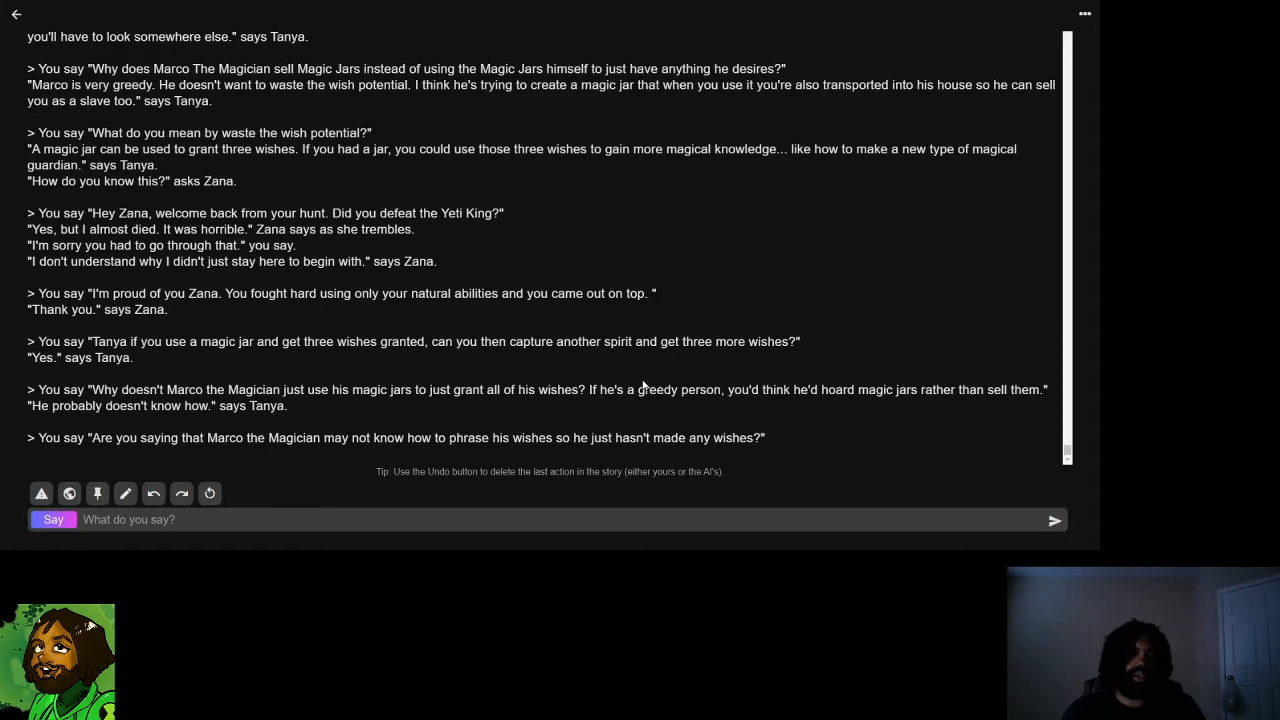 you'll have to look somewhere else." says Tanya.
> You say "Why does Marco The Magician sell Magic Jars instead of using the Magic Jars himself to just have anything he desires?"
"Marco is very greedy. He doesn't want to waste the wish potential. I think he's trying to create a magic jar that when you use it you're also transported into his house so he can sell
you as a slave too." says Tanya.
> You say "What do you mean by waste the wish potential?"
"A magic jar can be used to grant three wishes. If you had a jar, you could use those three wishes to gain more magical knowledge... like how to make a new type of magical
guardian." says Tanya.
"How do you know this?" asks Zana.
> You say "Hey Zana, welcome back from your hunt. Did you defeat the Yeti King?"
"Yes, but I almost died. It was horrible." Zana says as she trembles.
"I'm sorry you had to go through that." you say.
"I don't understand why I didn't just stay here to begin with." says Zana.
> You say "I'm proud of you Zana. You fought hard using only your natural abilities and you came out on top. "
"Thank you." says Zana.
> You say "Tanya if you use a magic jar and get three wishes granted, can you then capture another spirit and get three more wishes?"
"Yes." says Tanya.
> You say "Why doesn't Marco the Magician just use his magic jars to just grant all of his wishes? If he's a greedy person, you'd think he'd hoard magic jars rather than sell them."
"He probably doesn't know how." says Tanya.
> You say "Are you saying that Marco the Magician may not know how to phrase his wishes so he just hasn't made any wishes?"
Tip: Use the Undo button to delete the last action in the story (either yours or the AI's).
Say What do you say?